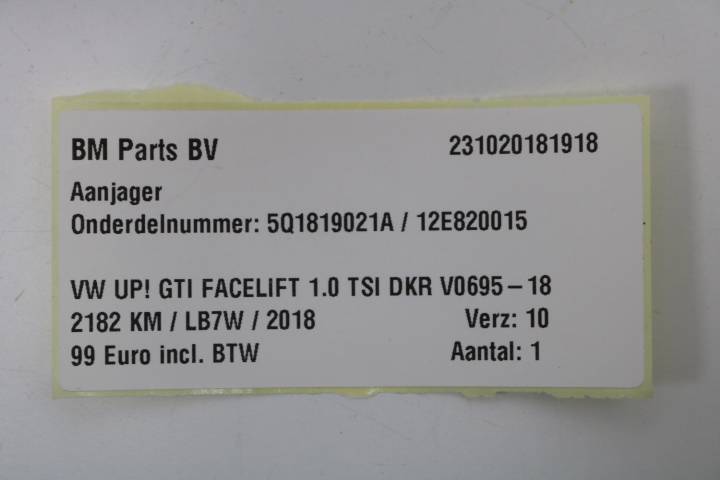 BM Parts BV 231020181918
Aanjager
Onderdelnummer: 5Q1819021A / 12E820015
VW UP! GTI FACELIFT 1.0 TSI DKR V0695-18
2182 KM / LB7W / 2018 Verz: 10
99 Euro incl. BTW Aantal: 1